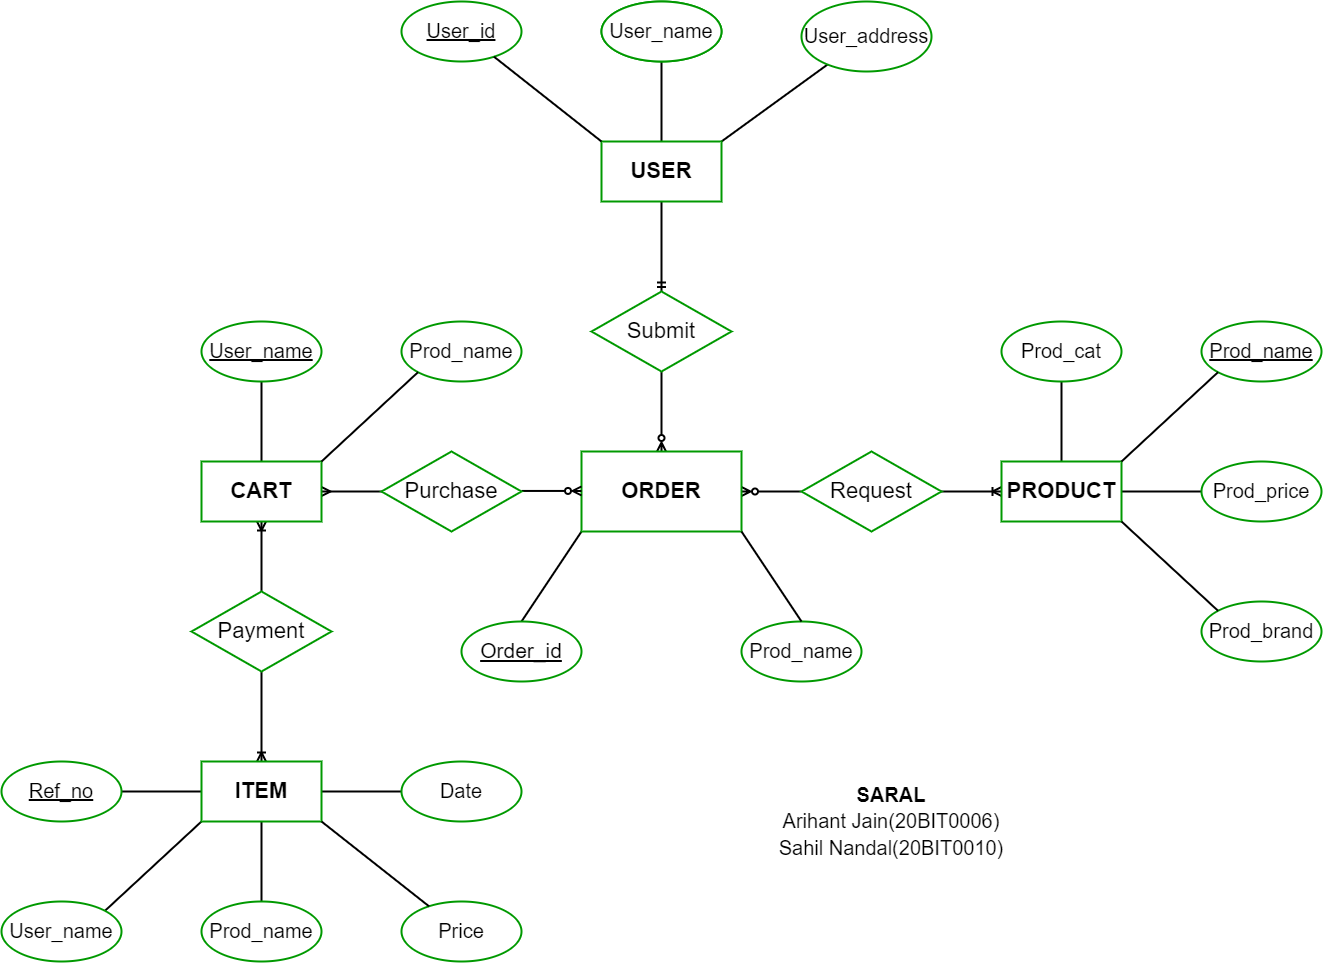 User_id
User_name
User_address
USER
Submit
User_name
Prod_name
Prod_cat
Prod_name
CART
Purchase
ORDER
Request
PRODUCT
Prod_price
Payment
Order_id
Prod_name
Prod_brand
Ref_no
ITEM
Date
SARAL
Arihant Jain(20BIT0006)
Sahil Nandal(20BIT0010)
User_name
Prod_name
Price